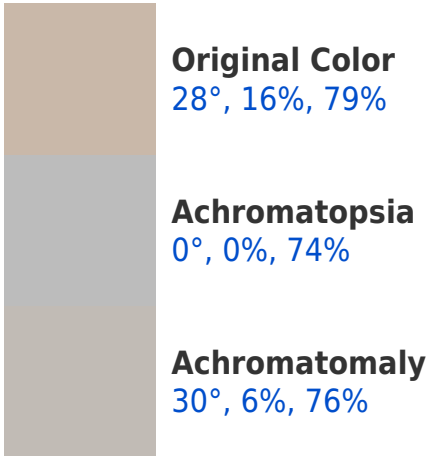 Original Color
28°, 16%, 79%
Achromatopsia
0°, 0%, 74%
Achromatomaly
30°, 6%, 76%